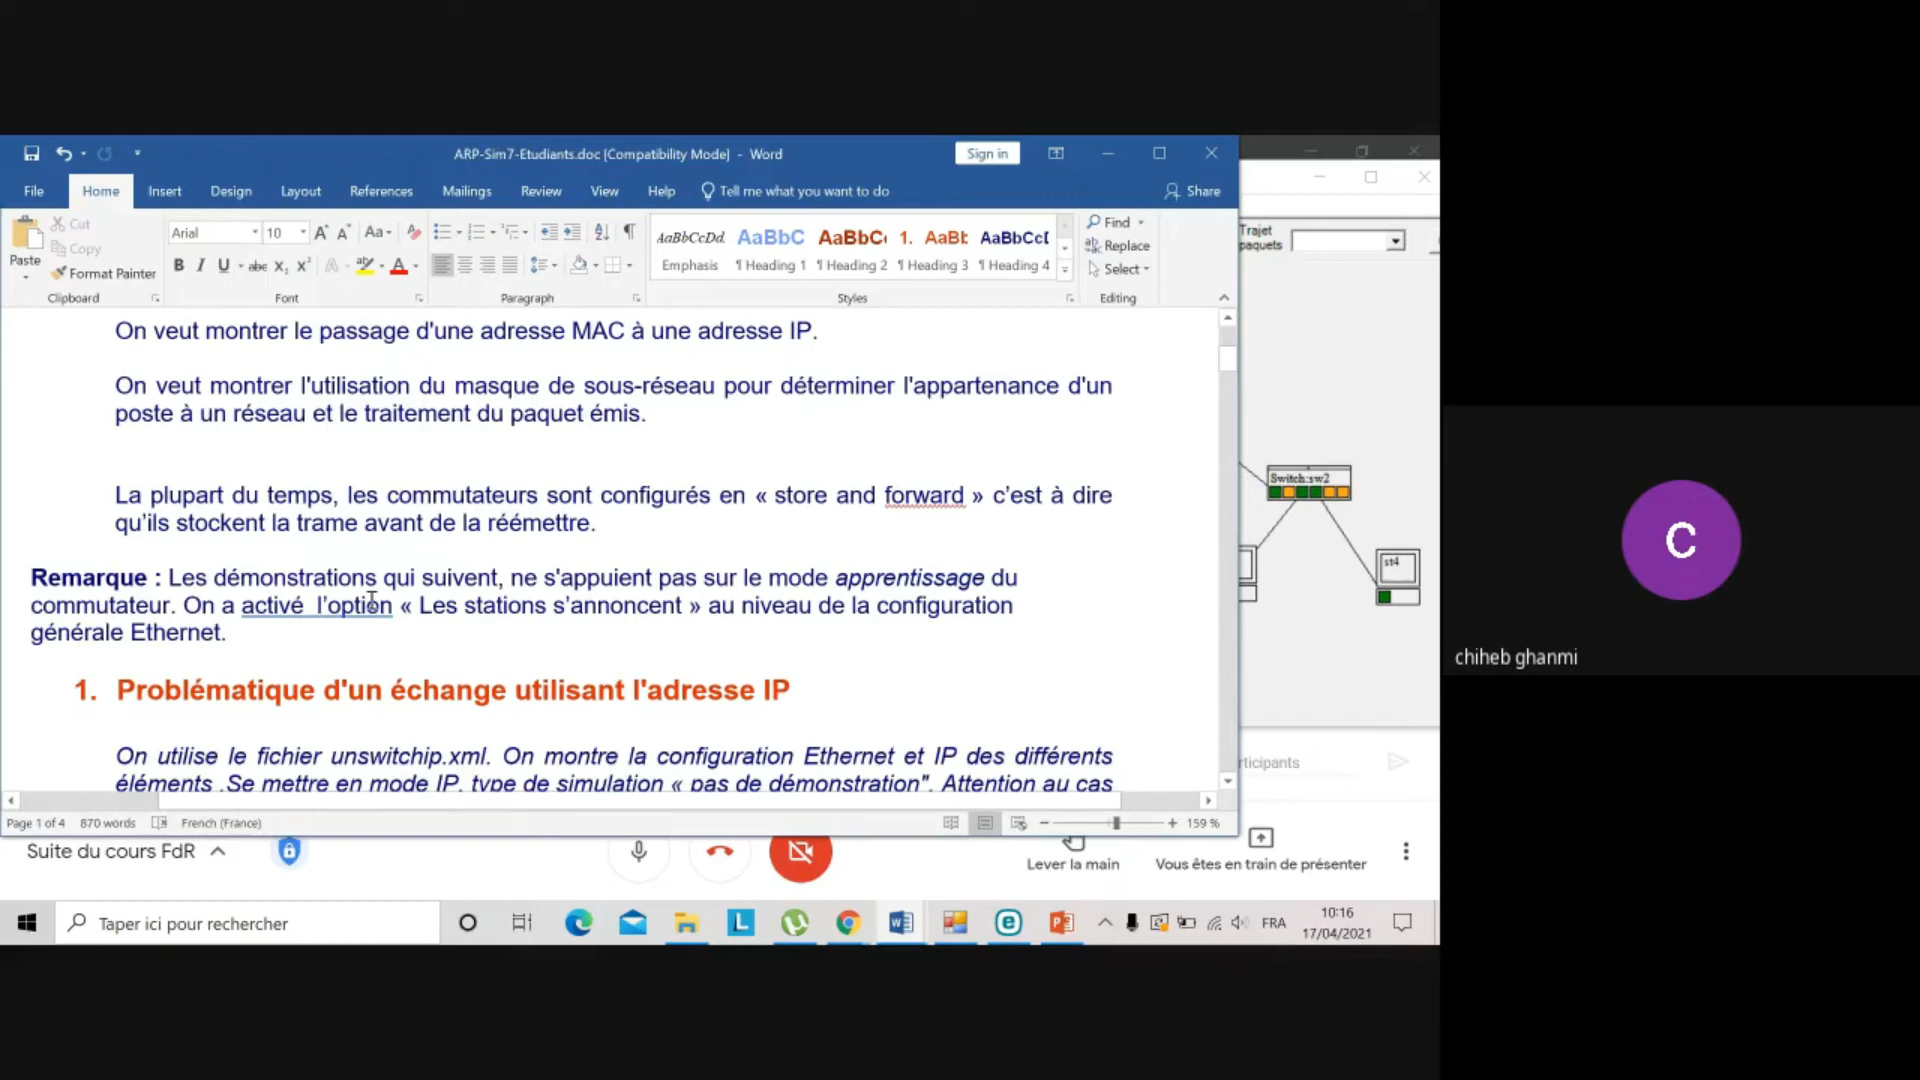 ARP-Sim7-Etudiants.doc [Compatibility Mode] - Word
Sign in
File Home Insert Design Layout References Mailings Review View Help Tell me what you want to do Share
Paste
Cut
Copy
Format Painter
Clipboard
Arial 10
Font
Paragraph
AaBbCcDd. AaBbC AaBbCc 1. AaBb AaBbCcI
Emphasis ¶ Heading 1 ¶ Heading 2 ¶ Heading 3 ¶ Heading 4
Styles
Find
Replace
Select
Editing
Trajet
paquets
On veut montrer le passage d'une adresse MAC à une adresse IP.
On veut montrer l'utilisation du masque de sous-réseau pour déterminer l'appartenance d'un
poste à un réseau et le traitement du paquet émis.
La plupart du temps, les commutateurs sont configurés en « store and forward » c’est à dire
qu’ils stockent la trame avant de la réémettre.
Remarque : Les démonstrations qui suivent, ne s'appuient pas sur le mode apprentissage du
commutateur. On a activé  l’option « Les stations s’annoncent » au niveau de la configuration
générale Ethernet.
1. Problématique d'un échange utilisant l'adresse IP
On utilise le fichier unswitchip.xml. On montre la configuration Ethernet et IP des différents
éléments .Se mettre en mode IP, type de simulation « pas de démonstration". Attention au cas
Switch:sw2
st4
rticipants
Page 1 of 4 870 words French (France) 159 %
Suite du cours FdR
Lever la main
Vous êtes en train de présenter
Taper ici pour rechercher
FRA
10:16
17/04/2021
C
chiheb ghanmi